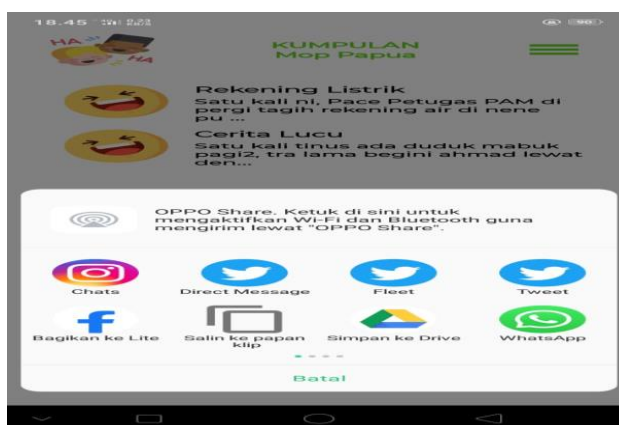 18.45
90
HA
HA
KUMPULAN
Mop Papua
Rekening Listrik
Satu kali ni, Pace Petugas PAM di
pergi tagih rekening air di nene
pu ...
Cerita Lucu
Satu kali tinus ada duduk mabuk
pagi2, tra lama begini ahmad lewat
den...
OPPO Share. Ketuk di sini untuk
mengaktifkan Wi-Fi dan Bluetooth guna
mengirim lewat "OPPO Share".
Chats Direct Message Fleet Tweet
Bagikan ke Lite Salin ke papan klip Simpan ke Drive WhatsApp
Batal